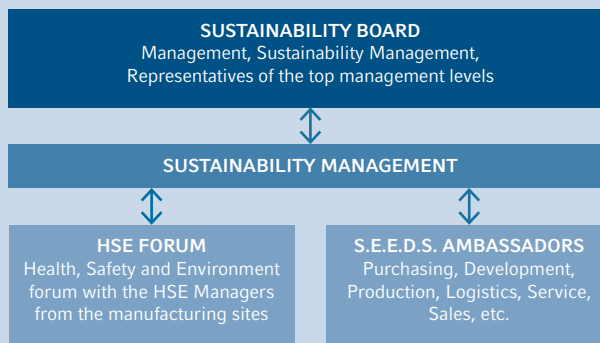 SUSTAINABILITY BOARD
Management, Sustainability Management,
Representatives of the top management levels
SUSTAINABILITY MANAGEMENT
HSE FORUM
Health, Safety and Environment
forum with the HSE Managers
from the manufacturing sites
S.E.E.D.S. AMBASSADORS
Purchasing, Development,
Production, Logistics, Service,
Sales, etc.